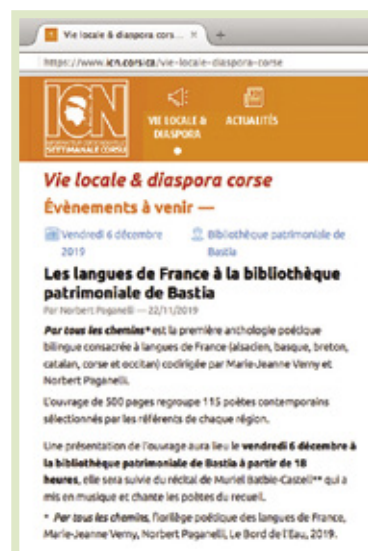 Vie locale & diaspora cors...
https://www.icn.corsica/vie-locale-diaspora-corse
ICN
SETTIMANALE CORSU
VIE LOCALE &
DIASPORA
ACTUALITÉS
Vie locale & diaspora corse
Évènements à venir —
Vendredi 6 décembre
2019
Bibliothèque patrimoniale de
Bastia
Les langues de France à la bibliothèque
patrimoniale de Bastia
Par Norbert Paganelli — 22/11/2019
Par tous les chemins* est la première anthologie poétique
bilingue consacrée à langues de France (alsacien, basque, breton,
catalan, corse et occitan) codirigée par Marie-Jeanne Verny et
Norbert Paganelli.
L'ouvrage de 500 pages regroupe 115 poètes contemporains
sélectionnés par les référents de chaque région.
Une présentation de l'ouvrage aura lieu le vendredi 6 décembre à
la bibliothèque patrimoniale de Bastia à partir de 18
heures, elle sera suivie du récital de Muriel Batbie-Castell** qui a
mis en musique et chante les poètes du recueil.
* Par tous les chemins, florilège poétique des langues de France,
Marie-Jeanne Verny, Norbert Paganelli, Le Bord de l'Eau, 2019.